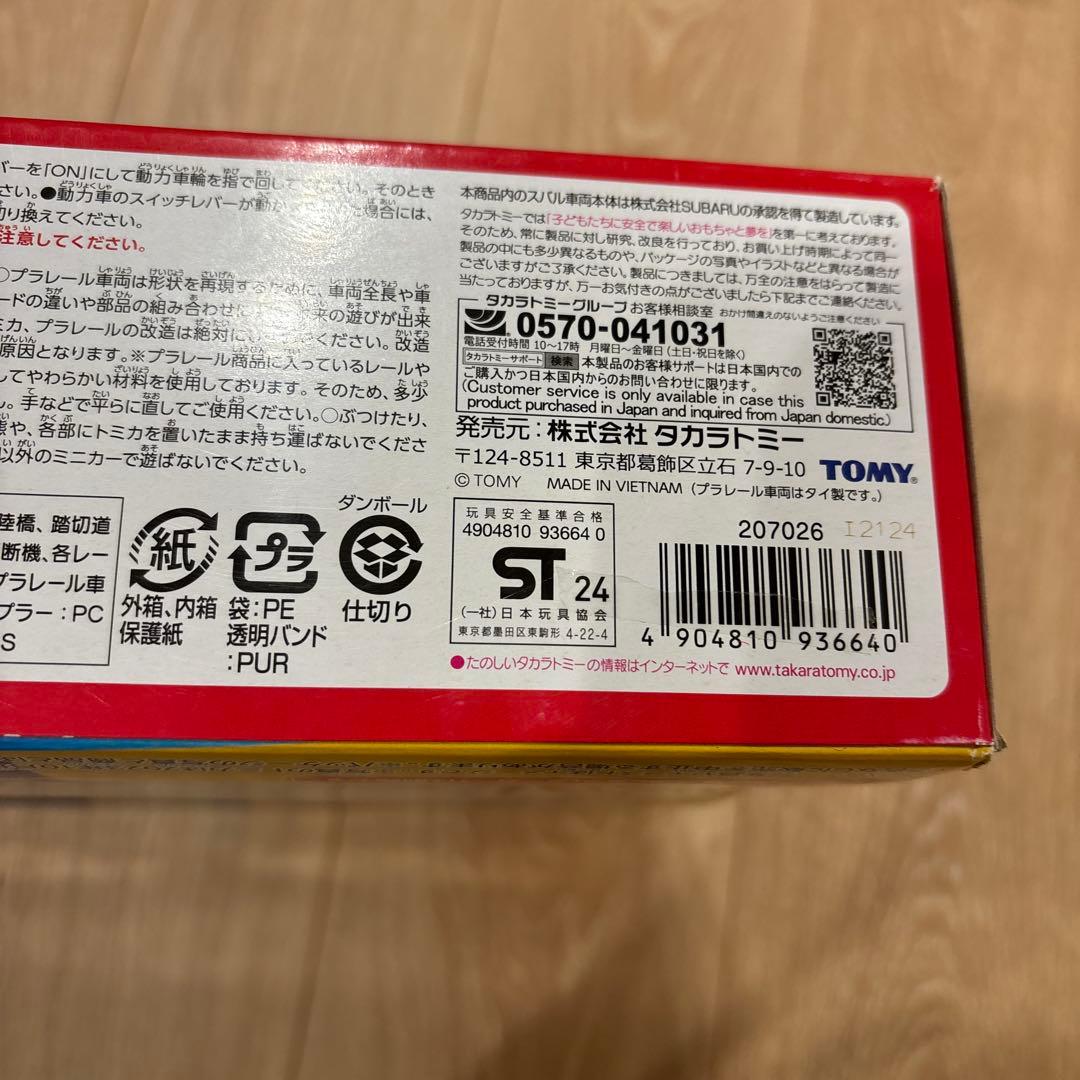 バーを「ON」にして動力車輪を指で回してください。そのとき
さい。●動力車のスイッチレバーが動か 場合には、
切り換えてください。
注意してください。
○プラレール車両は形状を再現するために、車両全長や車
ードの違いや部品の組み合わせに 来の遊びが出来
ミカ、プラレールの改造は絶対に ください。改造
原因となります。※プラレール商品に入っているレールや
してやわらかい材料を使用しております。そのため、多少
ん。手などで平らに直してご使用ください。○ぶつけたり、
態や、各部にトミカを置いたまま持ち運ばないでくださ
以外のミニカーで遊ばないでください。
本商品内のスバル車両本体は株式会社SUBARUの承認を得て製造しています。
タカラトミーでは「子どもたちに安全で楽しいおもちゃと夢を」を第一に考えております。
そのため、常に製品に対し研究、改良を行っており、お買い上げ時期によって同一
製品の中にも多少異なるものや、パッケージの写真やイラストなどと異なる場合が
ございますがご了承ください。製品につきましては、万全の注意をはらって製造に
当たっておりますが、万一お気付きの点がございましたら下記までご連絡ください。
タカラトミーグループ お客様相談室 おかけ間違えのないようご注意ください
0570-041031
電話受付時間 10~17時 月曜日~金曜日(土・祝日を除く)
タカラトミーサポート 検索 本製品のお客様サポートは日本国内での
ご購入かつ日本国内からのお問い合わせに限ります。
(Customer service is only available in case this
product purchased in Japan and inquired from Japan domestic.)
発売元:株式会社 タカラトミー
〒124-8511 東京都葛飾区立石 7-9-10 TOMY®
©TOMY MADE IN VIETNAM (プラレール車両はタイ製です。)
陸橋、踏切道
断機、各レー
プラレール車
プラー:PC
S
紙
外箱、内箱
保護紙
プラ
袋:PE
透明バンド
:PUR
ダンボール
仕切り
玩具安全基準合格
4904810 93664 0
ST 24
(一社)日本玩具協会
東京都墨田区東駒形 4-22-4
207026 I2124
4 904810 936640
●たのしいタカラトミーの情報はインターネットで www.takaratomy.co.jp